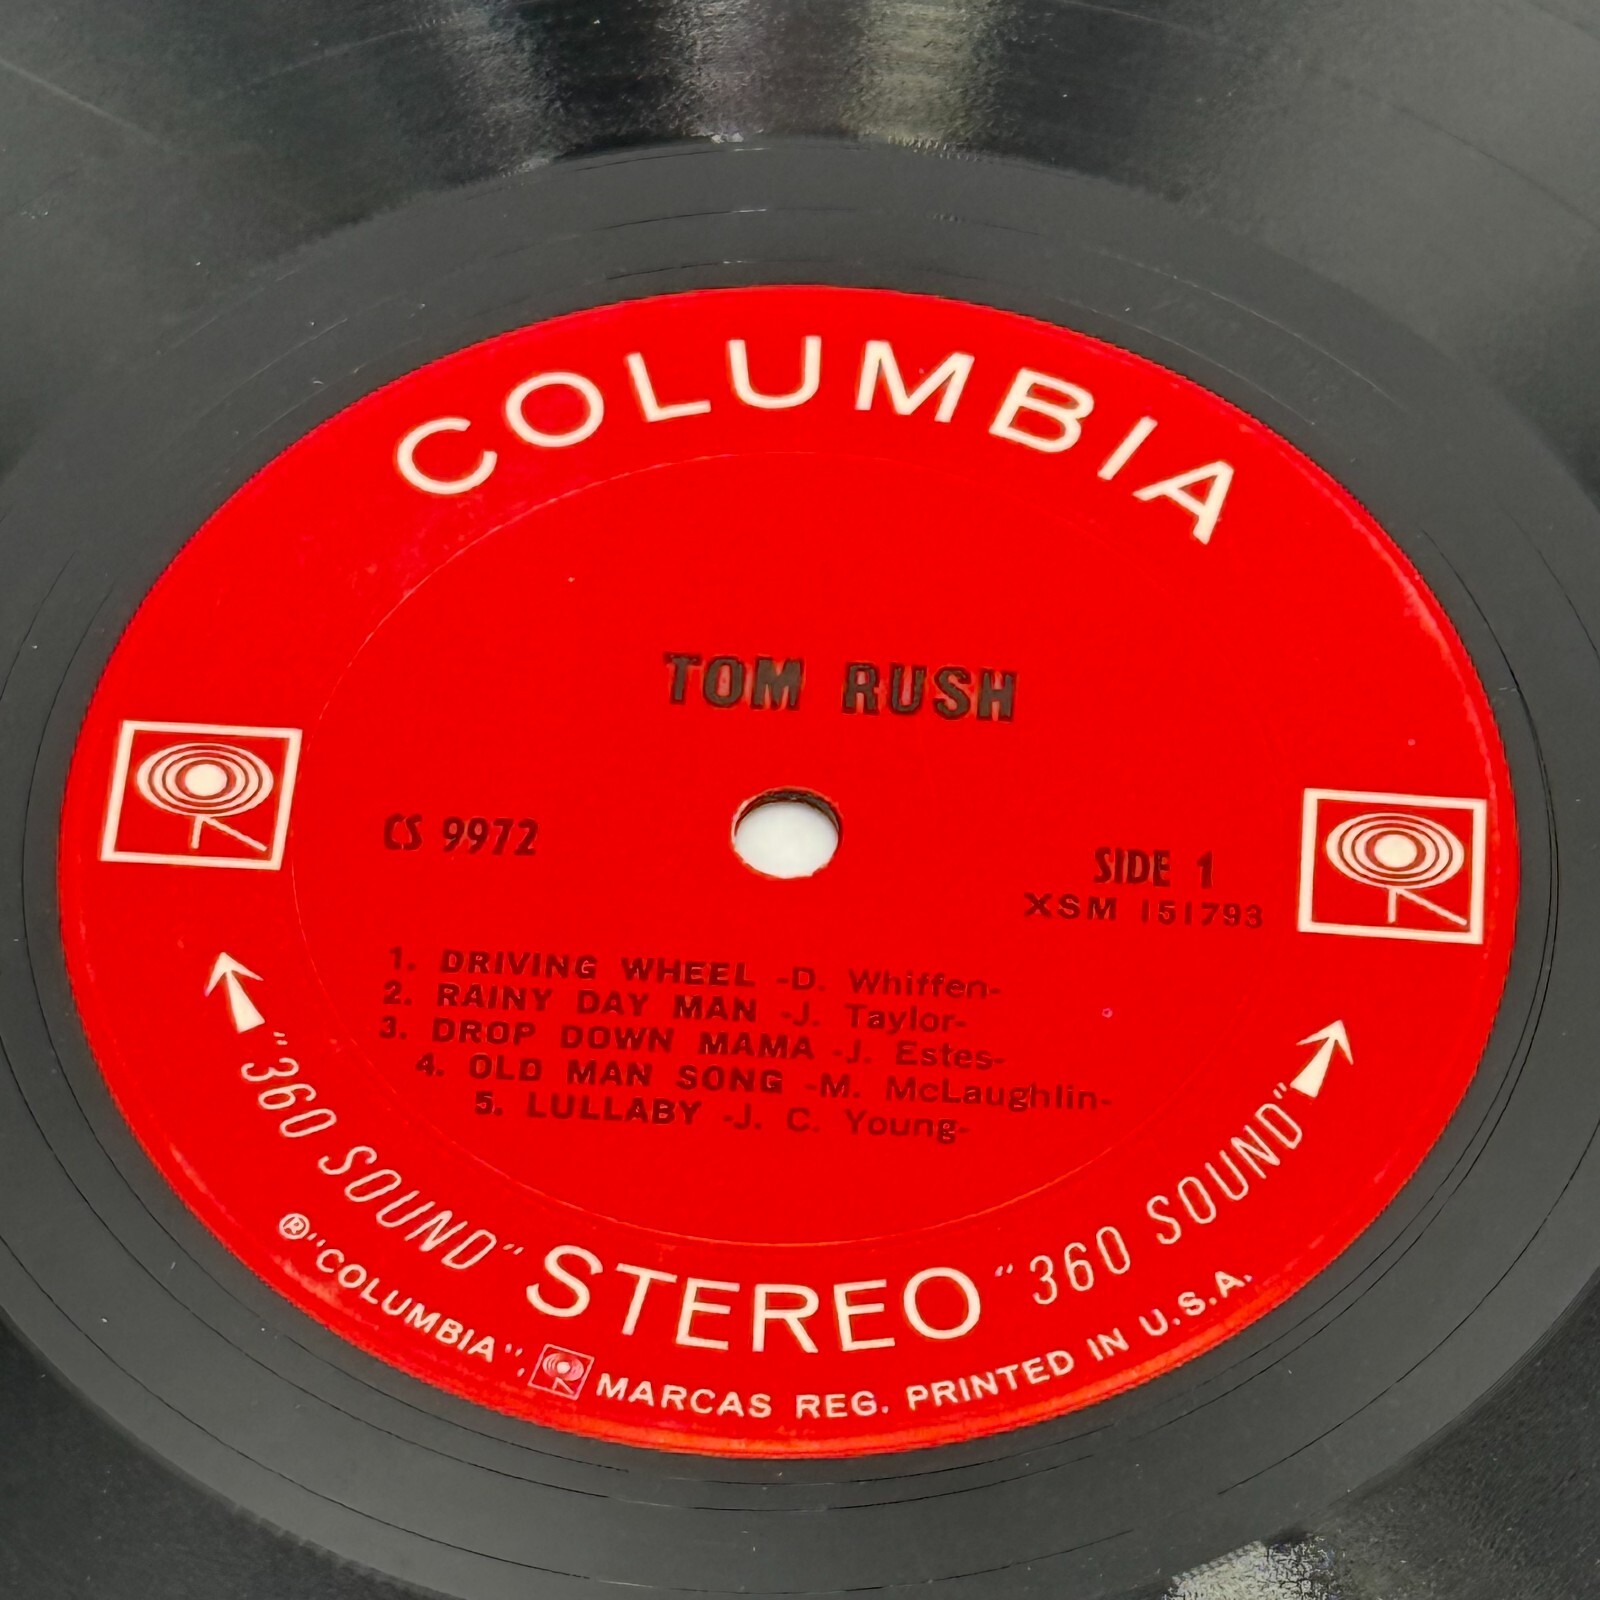 COLUMBIA
TOM RUSH
CS 9972
SIDE 1
XSM 151793
1. DRIVING WHEEL -D. Whiffen-
2. RAINY DAY MAN -J. Taylor-
3. DROP DOWN MAMA -J. Estes-
4. OLD MAN SONG -M. McLaughlin-
5. LULLABY -J. C. Young-
"360 SOUND" STEREO "360 SOUND"
® "COLUMBIA", MARCAS REG. PRINTED IN U.S.A.